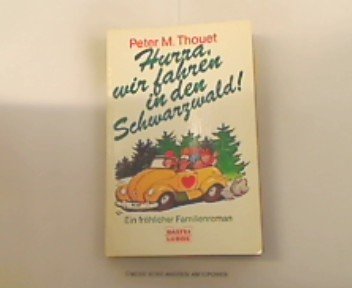 Peter M. Thouet
Hurra,
wir fahren
in den
Schwarzwald!
Ein fröhlicher Familienroman
BASTEI
LÜBBE